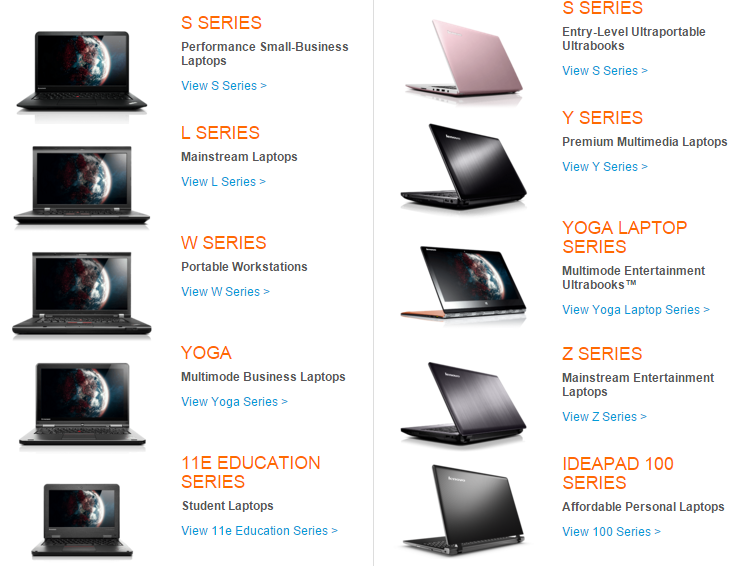 S SERIES
Performance Small-Business
Laptops
View S Series >
L SERIES
Mainstream Laptops
View L Series >
W SERIES
Portable Workstations
View W Series >
YOGA
Multimode Business Laptops
View Yoga Series >
11E EDUCATION
SERIES
Student Laptops
View 11e Education Series >
S SERIES
Entry-Level Ultraportable
Ultrabooks
View S Series >
Y SERIES
Premium Multimedia Laptops
View Y Series >
YOGA LAPTOP
SERIES
Multimode Entertainment
Ultrabooks™
View Yoga Laptop Series >
Z SERIES
Mainstream Entertainment
Laptops
View Z Series >
IDEAPAD 100
SERIES
Affordable Personal Laptops
View 100 Series >